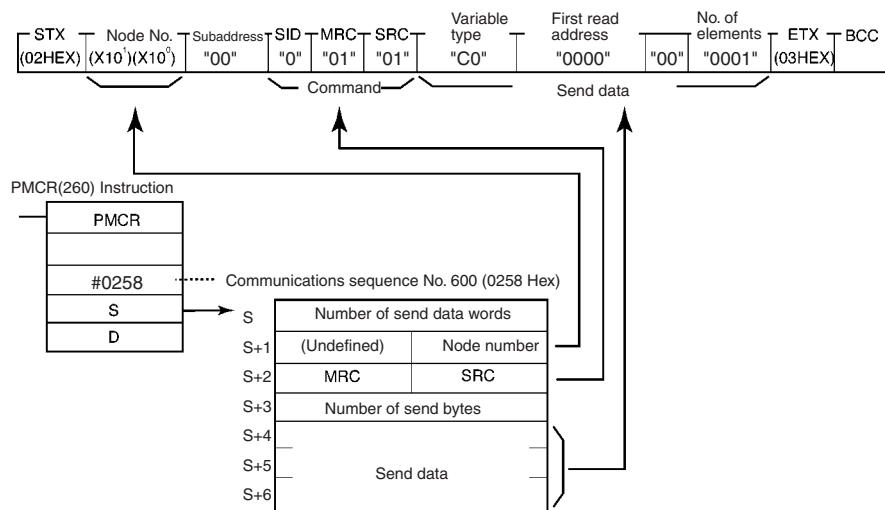 STX Node No. Subaddress SID MRC SRC Variable type First read address No. of elements ETX BCC
(02HEX) (X10¹)(X10⁰) "00" "0" "01" "01" "C0" "0000" "00" "0001" (03HEX)
Command Send data
PMCR(260) Instruction
PMCR
#0258 Communications sequence No. 600 (0258 Hex)
S
D
S Number of send data words
S+1 (Undefined) Node number
S+2 MRC SRC
S+3 Number of send bytes
S+4
S+5 Send data
S+6